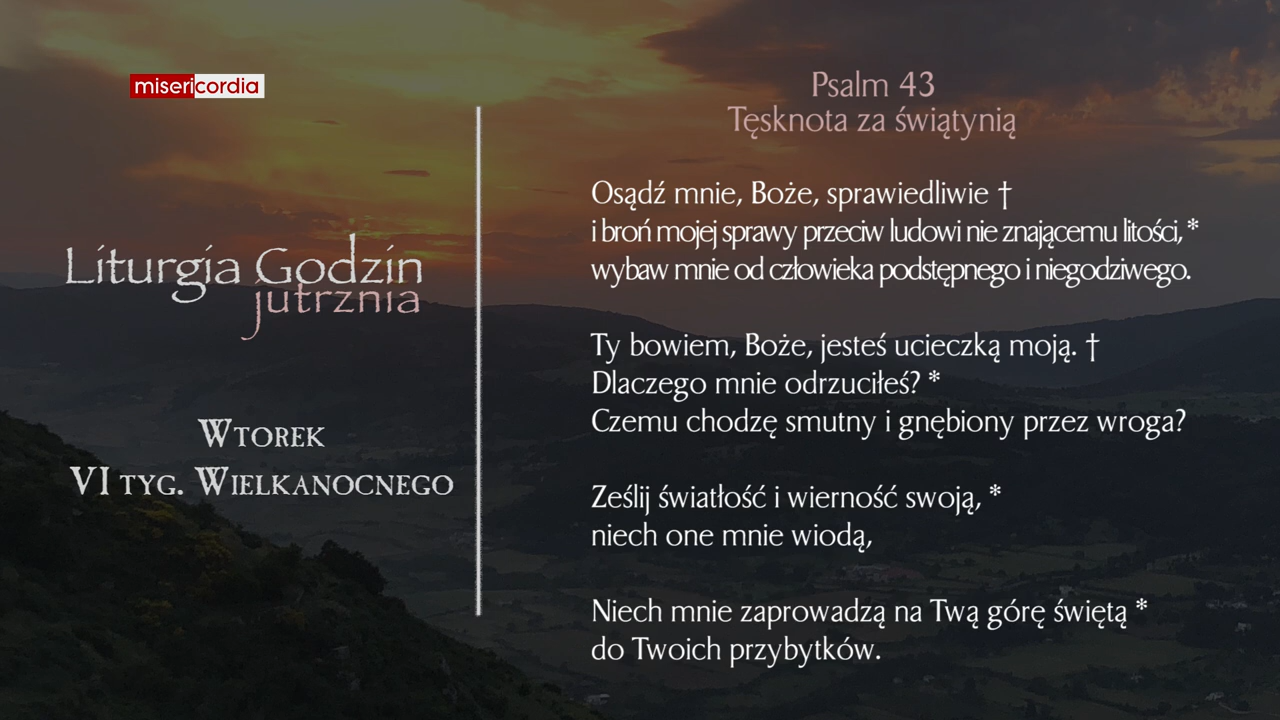 misericordia
Liturgia Godzin
jutrznia
Wtorek
VI tyg. Wielkanocnego
Psalm 43
Tęsknota za świątynią
Osądź mnie, Boże, sprawiedliwie †
i broń mojej sprawy przeciw ludowi nie znającemu litości, *
wybaw mnie od człowieka podstępnego i niegodziwego.
Ty bowiem, Boże, jesteś ucieczką moją. †
Dlaczego mnie odrzuciłeś? *
Czemu chodzę smutny i gnębiony przez wroga?
Ześlij światłość i wierność swoją, *
niech one mnie wiodą,
Niech mnie zaprowadzą na Twą górę świętą *
do Twoich przybytków.